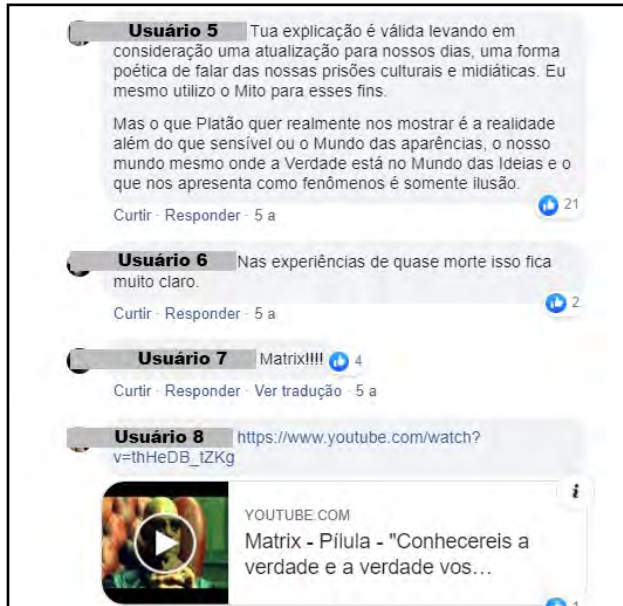 Usuário 5 Tua explicação é válida levando em
consideração uma atualização para nossos dias, uma forma
poética de falar das nossas prisões culturais e midiáticas. Eu
mesmo utilizo o Mito para esses fins.
Mas o que Platão quer realmente nos mostrar é a realidade
além do que sensível ou o Mundo das aparências, o nosso
mundo mesmo onde a Verdade está no Mundo das Ideias e o
que nos apresenta como fenômenos é somente ilusão.
21
Curtir · Responder · 5 a
Usuário 6 Nas experiências de quase morte isso fica
muito claro.
2
Curtir · Responder · 5 a
Usuário 7 Matrix!!!! 4
Curtir · Responder · Ver tradução · 5 a
Usuário 8 https://www.youtube.com/watch?
v=thHeDB_tZKg
i
YOUTUBE.COM
Matrix - Pílula - "Conhecereis a
verdade e a verdade vos...
1